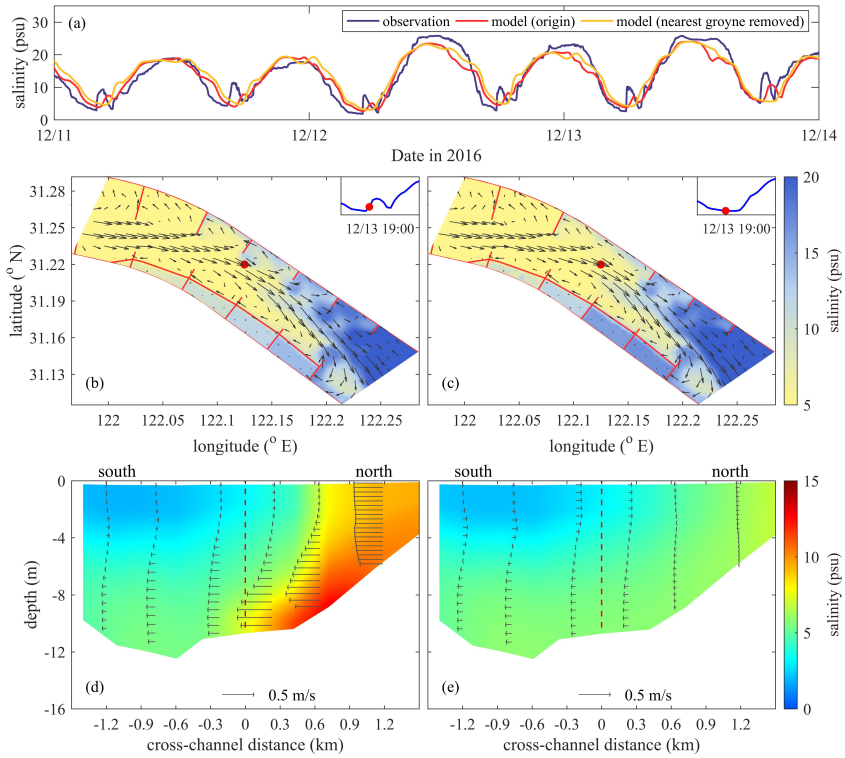 (a)
observation
model (origin)
model (nearest groyne removed)
salinity (psu)
30
20
10
0
12/11
12/12
12/13
12/14
Date in 2016
31.28
31.25
31.22
31.19
31.16
31.13
latitude (° N)
12/13 19:00
(b)
122
122.05
122.1
122.15
122.2
122.25
longitude (° E)
12/13 19:00
(c)
122
122.05
122.1
122.15
122.2
122.25
longitude (° E)
20
15
10
5
salinity (psu)
south
north
0
-4
-8
-12
-16
depth (m)
(d)
0.5 m/s
-1.2
-0.9
-0.6
-0.3
0
0.3
0.6
0.9
1.2
cross-channel distance (km)
south
north
(e)
0.5 m/s
-1.2
-0.9
-0.6
-0.3
0
0.3
0.6
0.9
1.2
cross-channel distance (km)
15
10
5
0
salinity (psu)